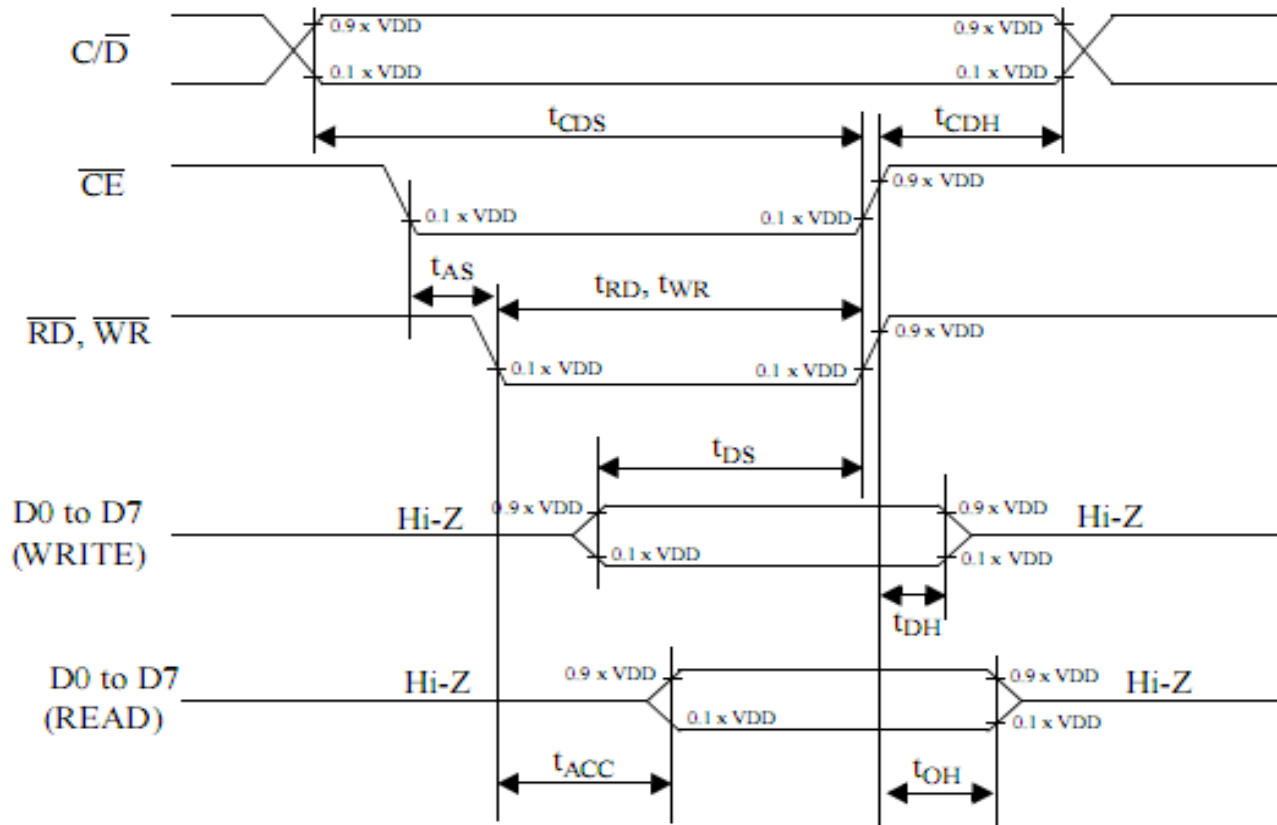 0.9 x VDD 0.9 x VDD
C/D̅
0.1 x VDD 0.1 x VDD
tCDS tCDH
C̅E̅ 0.9 x VDD
0.1 x VDD 0.1 x VDD
tAS tRD, tWR
R̅D̅, W̅R̅ 0.9 x VDD
0.1 x VDD 0.1 x VDD
tDS
D0 to D7 Hi-Z 0.9 x VDD 0.9 x VDD Hi-Z
(WRITE) 0.1 x VDD 0.1 x VDD
tDH
D0 to D7 Hi-Z 0.9 x VDD 0.9 x VDD Hi-Z
(READ) 0.1 x VDD 0.1 x VDD
tACC tOH